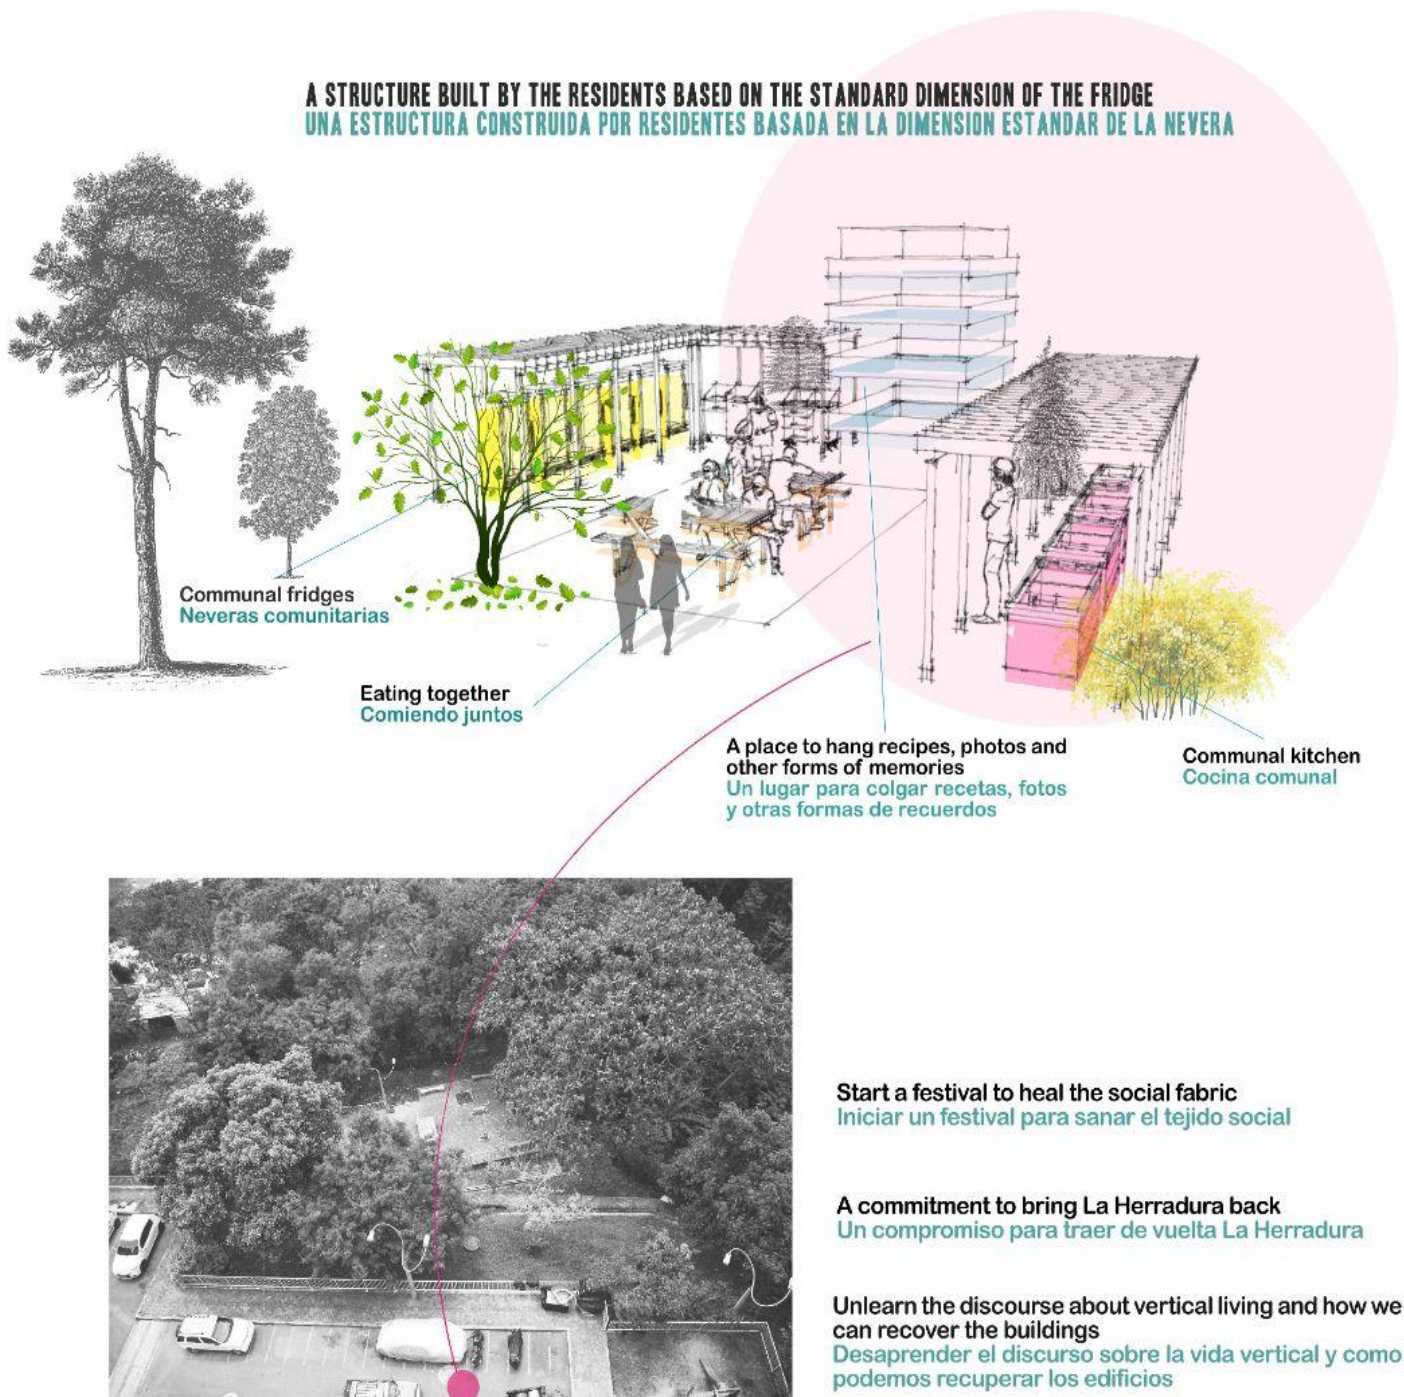 A STRUCTURE BUILT BY THE RESIDENTS BASED ON THE STANDARD DIMENSION OF THE FRIDGE
UNA ESTRUCTURA CONSTRUIDA POR RESIDENTES BASADA EN LA DIMENSION ESTANDAR DE LA NEVERA
Communal fridges
Neveras comunitarias
Eating together
Comiendo juntos
A place to hang recipes, photos and
other forms of memories
Un lugar para colgar recetas, fotos
y otras formas de recuerdos
Communal kitchen
Cocina comunal
Start a festival to heal the social fabric
Iniciar un festival para sanar el tejido social
A commitment to bring La Herradura back
Un compromiso para traer de vuelta La Herradura
Unlearn the discourse about vertical living and how we
can recover the buildings
Desaprender el discurso sobre la vida vertical y como
podemos recuperar los edificios